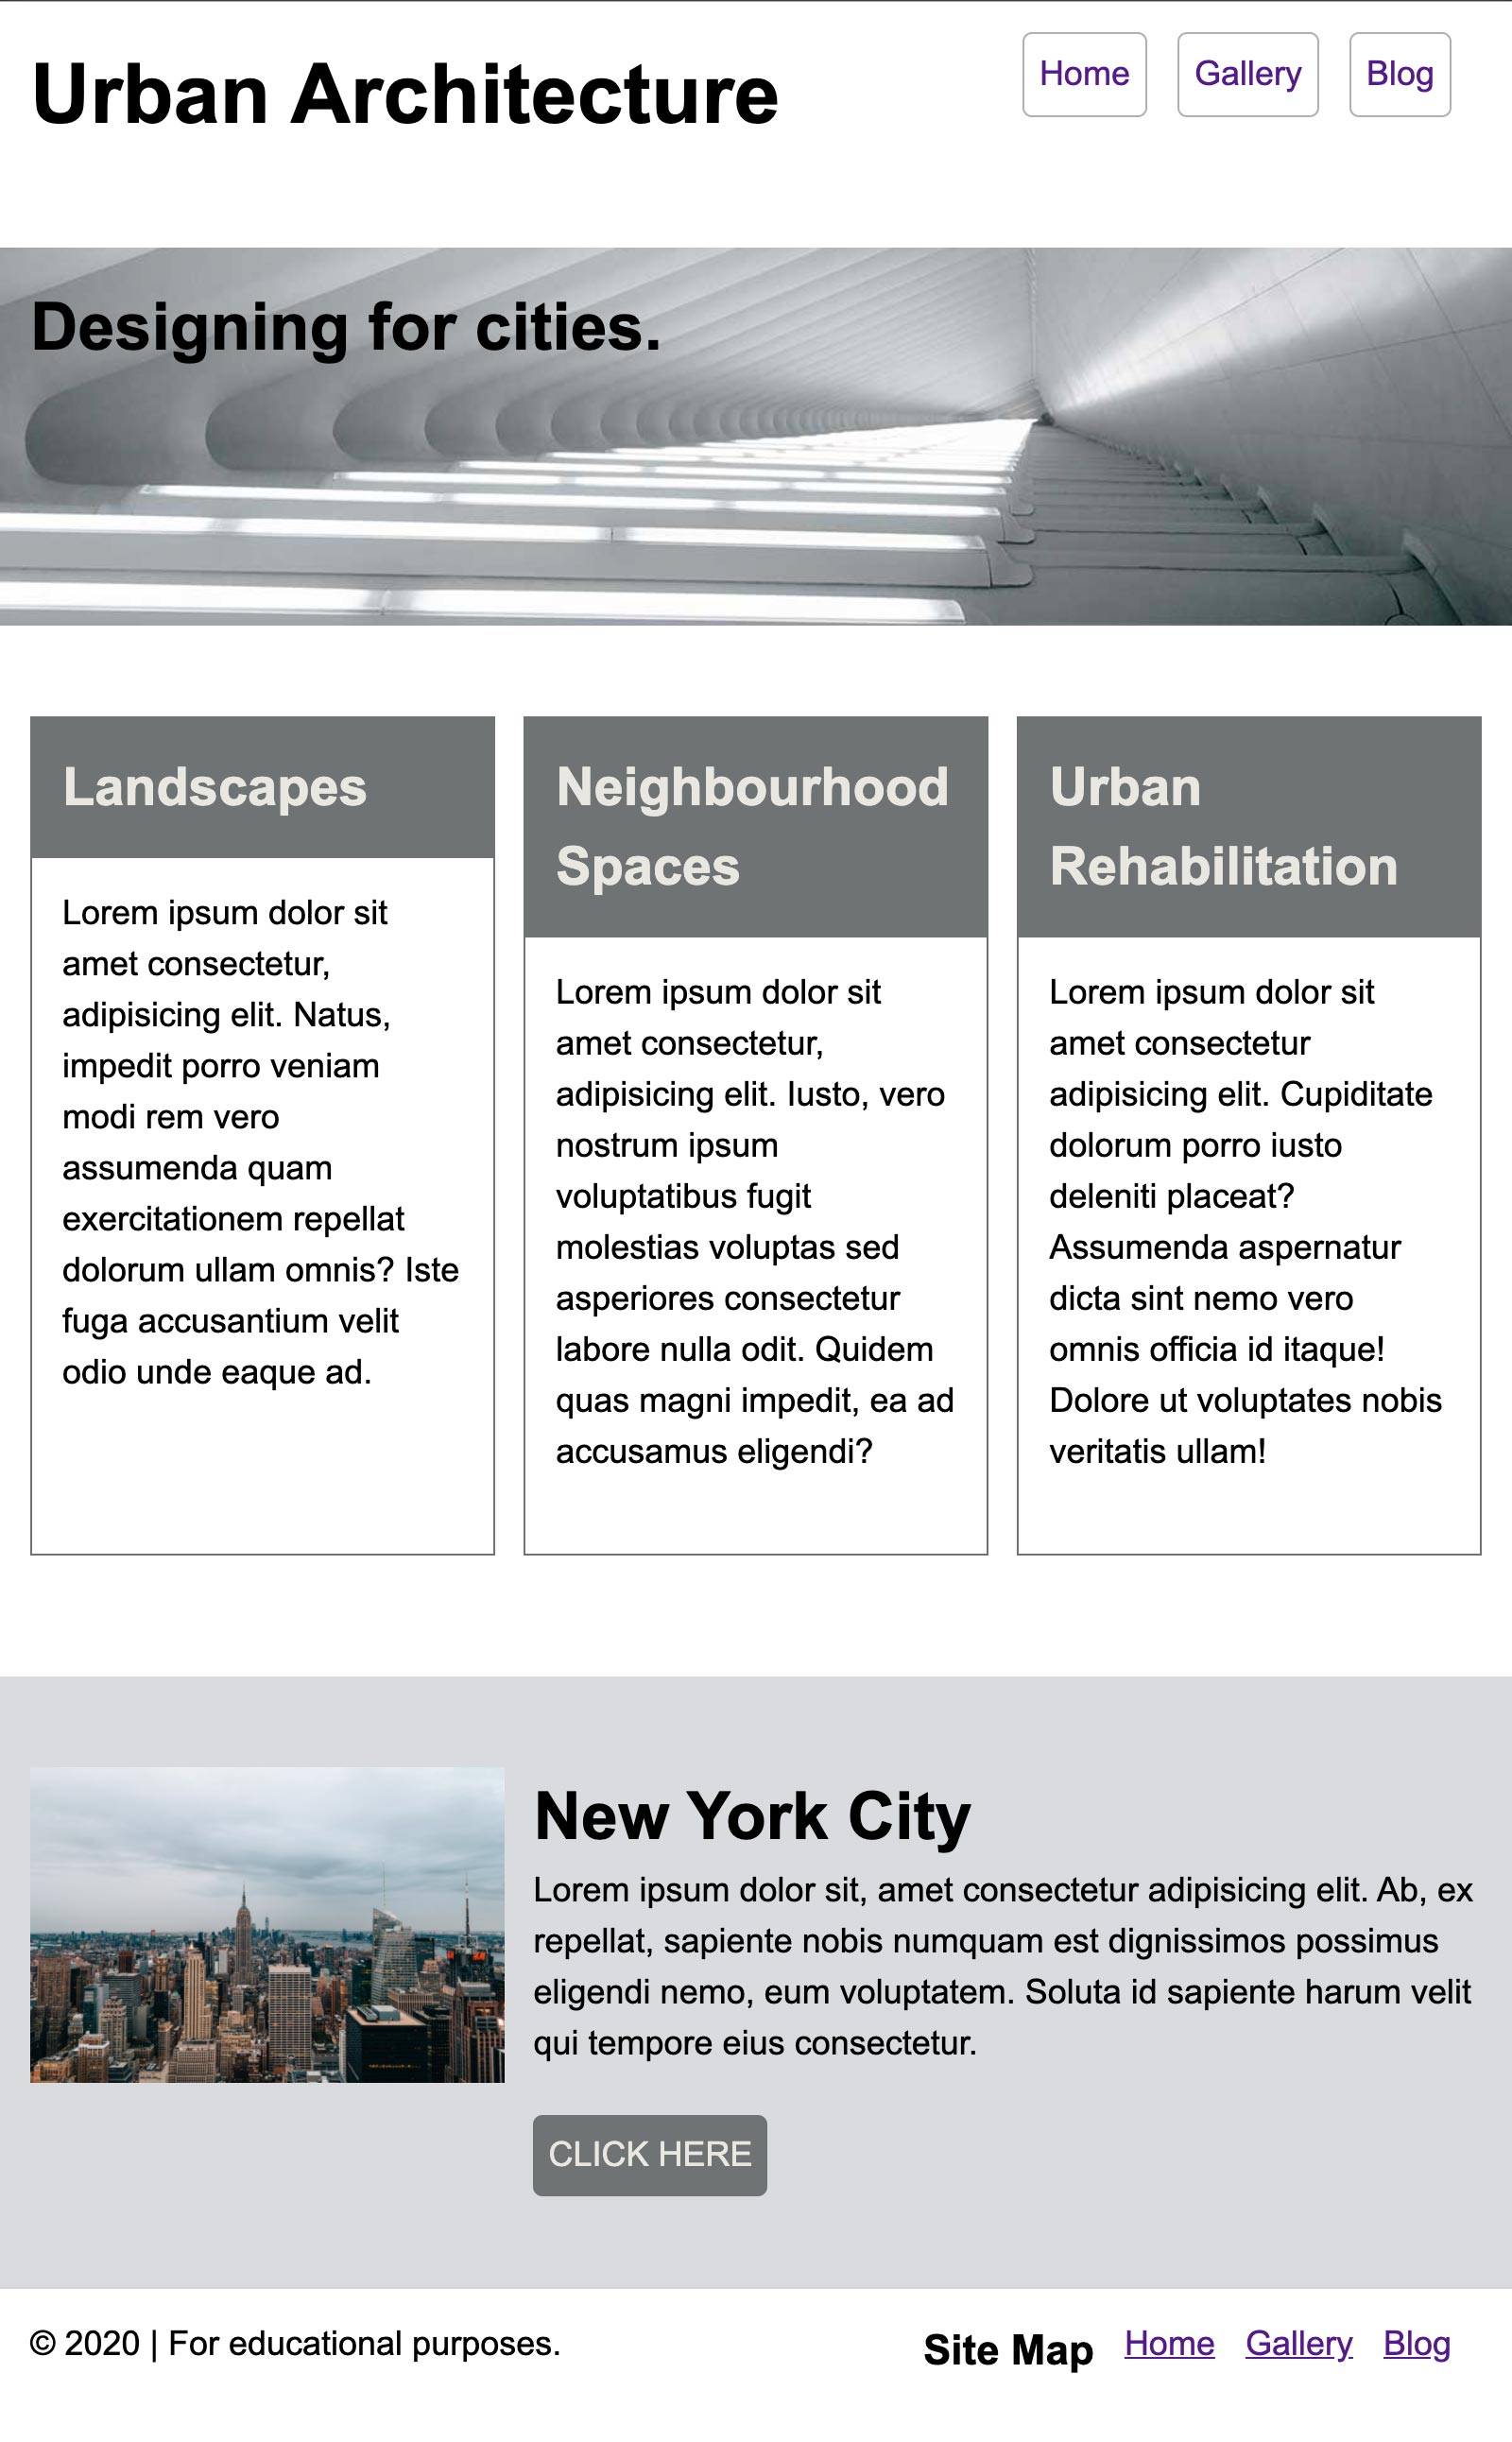 Urban Architecture
Home
Gallery
Blog
Designing for cities.
Landscapes
Lorem ipsum dolor sit
amet consectetur,
adipisicing elit. Natus,
impedit porro veniam
modi rem vero
assumenda quam
exercitationem repellat
dolorum ullam omnis? Iste
fuga accusantium velit
odio unde eaque ad.
Neighbourhood
Spaces
Lorem ipsum dolor sit
amet consectetur,
adipisicing elit. Iusto, vero
nostrum ipsum
voluptatibus fugit
molestias voluptas sed
asperiores consectetur
labore nulla odit. Quidem
quas magni impedit, ea ad
accusamus eligendi?
Urban
Rehabilitation
Lorem ipsum dolor sit
amet consectetur
adipisicing elit. Cupiditate
dolorum porro iusto
deleniti placeat?
Assumenda aspernatur
dicta sint nemo vero
omnis officia id itaque!
Dolore ut voluptates nobis
veritatis ullam!
New York City
Lorem ipsum dolor sit, amet consectetur adipisicing elit. Ab, ex
repellat, sapiente nobis numquam est dignissimos possimus
eligendi nemo, eum voluptatem. Soluta id sapiente harum velit
qui tempore eius consectetur.
CLICK HERE
© 2020 | For educational purposes.
Site Map
Home
Gallery
Blog